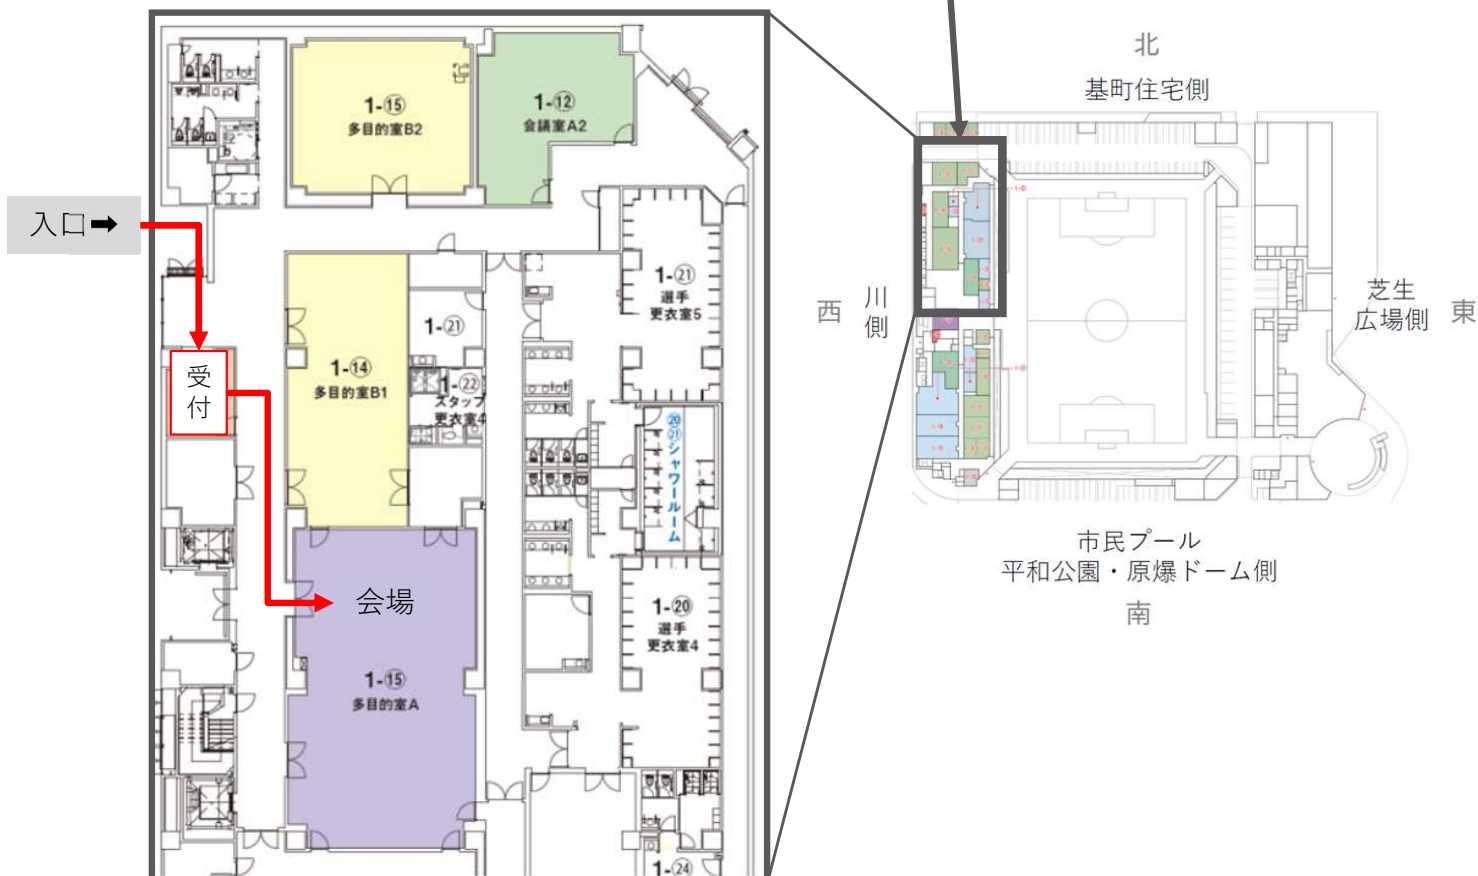 北
基町住宅側
1-⑮
多目的室B2
1-⑫
会議室A2
入口➡
1-㉑
選手
更衣室5
1-㉑
受
付
1-⑭
多目的室B1
1-㉒
スタッフ
更衣室4
⑳
㉑シャワールーム
会場
1-⑳
選手
更衣室4
1-⑮
多目的室A
1-㉔
西
川
側
芝生
広場側
東
市民プール
平和公園・原爆ドーム側
南